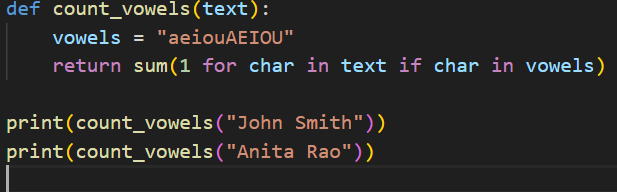 def count_vowels(text):
    vowels = "aeiouAEIOU"
    return sum(1 for char in text if char in vowels)

print(count_vowels("John Smith"))
print(count_vowels("Anita Rao"))